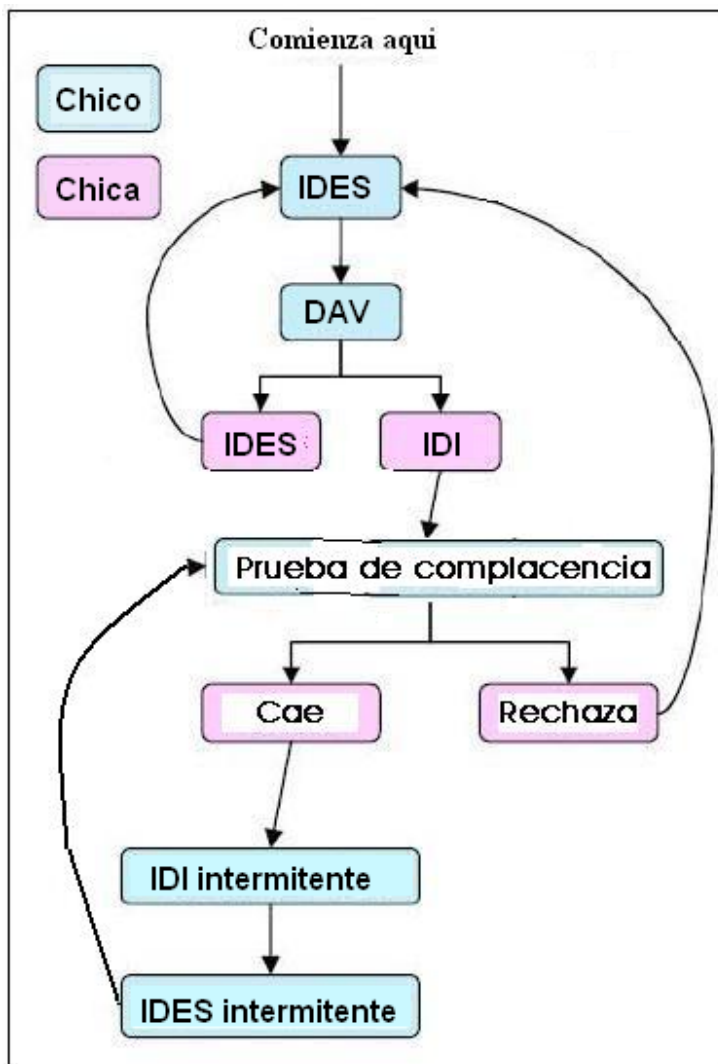 Comienza aqui
Chico
Chica
IDES
DAV
IDES
IDI
Prueba de complacencia
Cae
Rechaza
IDI intermitente
IDES intermitente